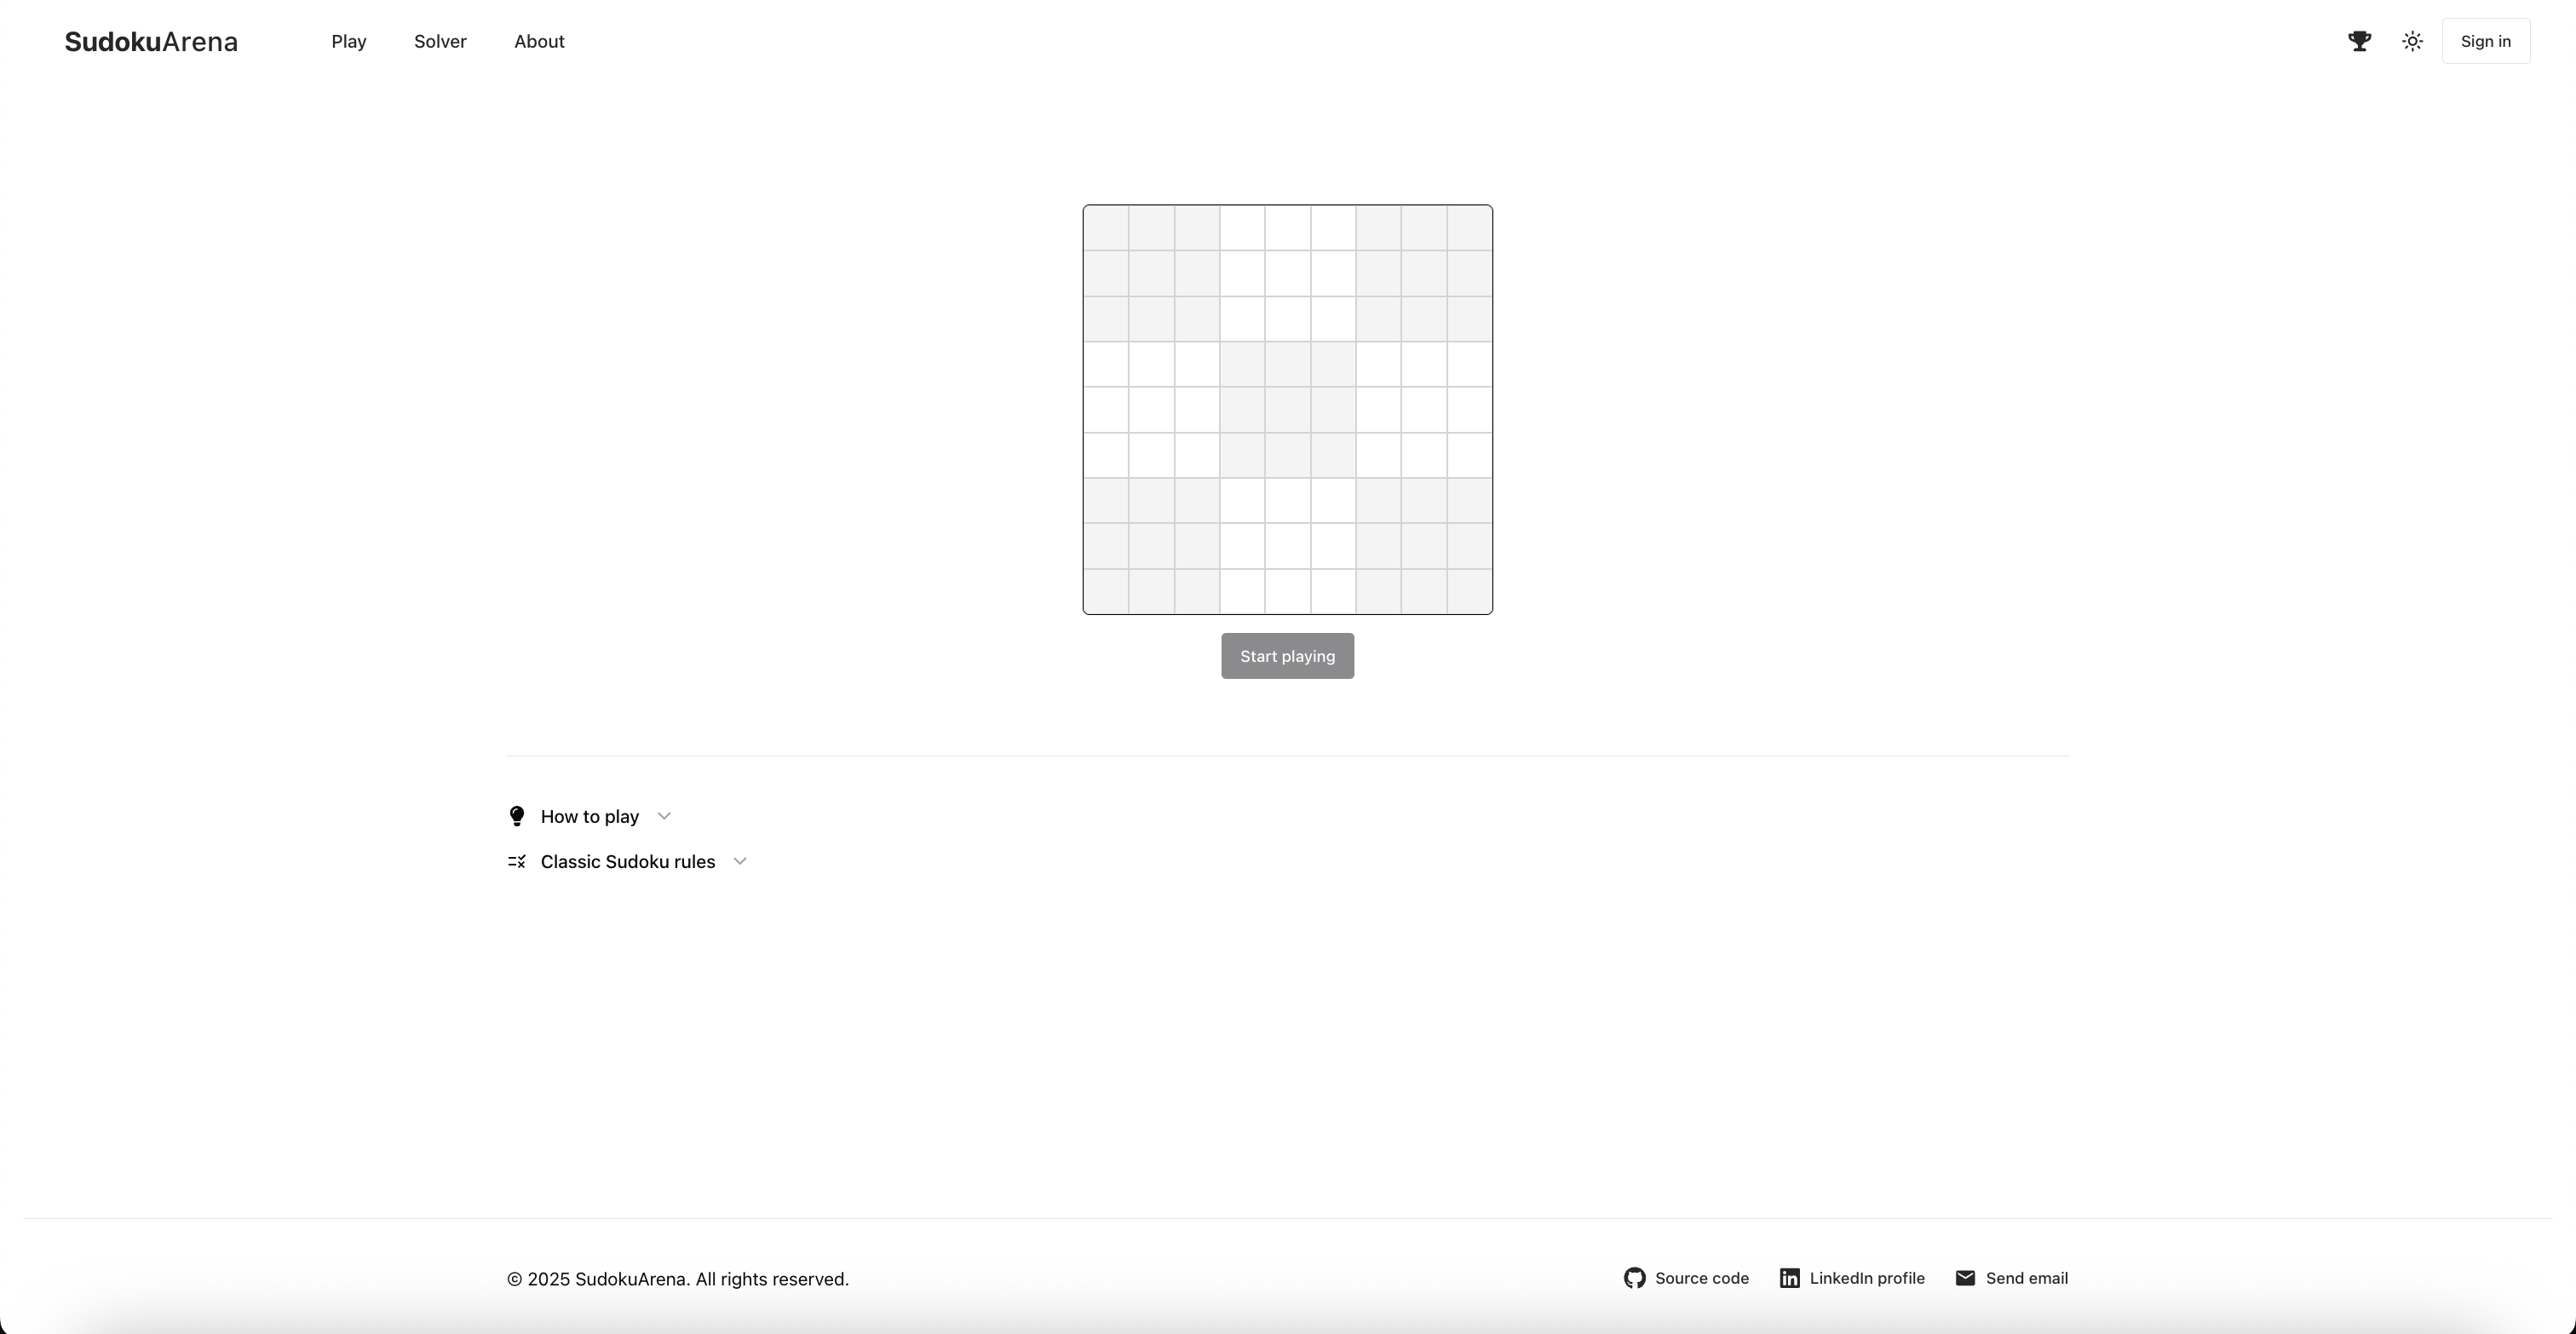 SudokuArena Play Solver About Sign in
Start playing
How to play
Classic Sudoku rules
© 2025 SudokuArena. All rights reserved. Source code LinkedIn profile Send email